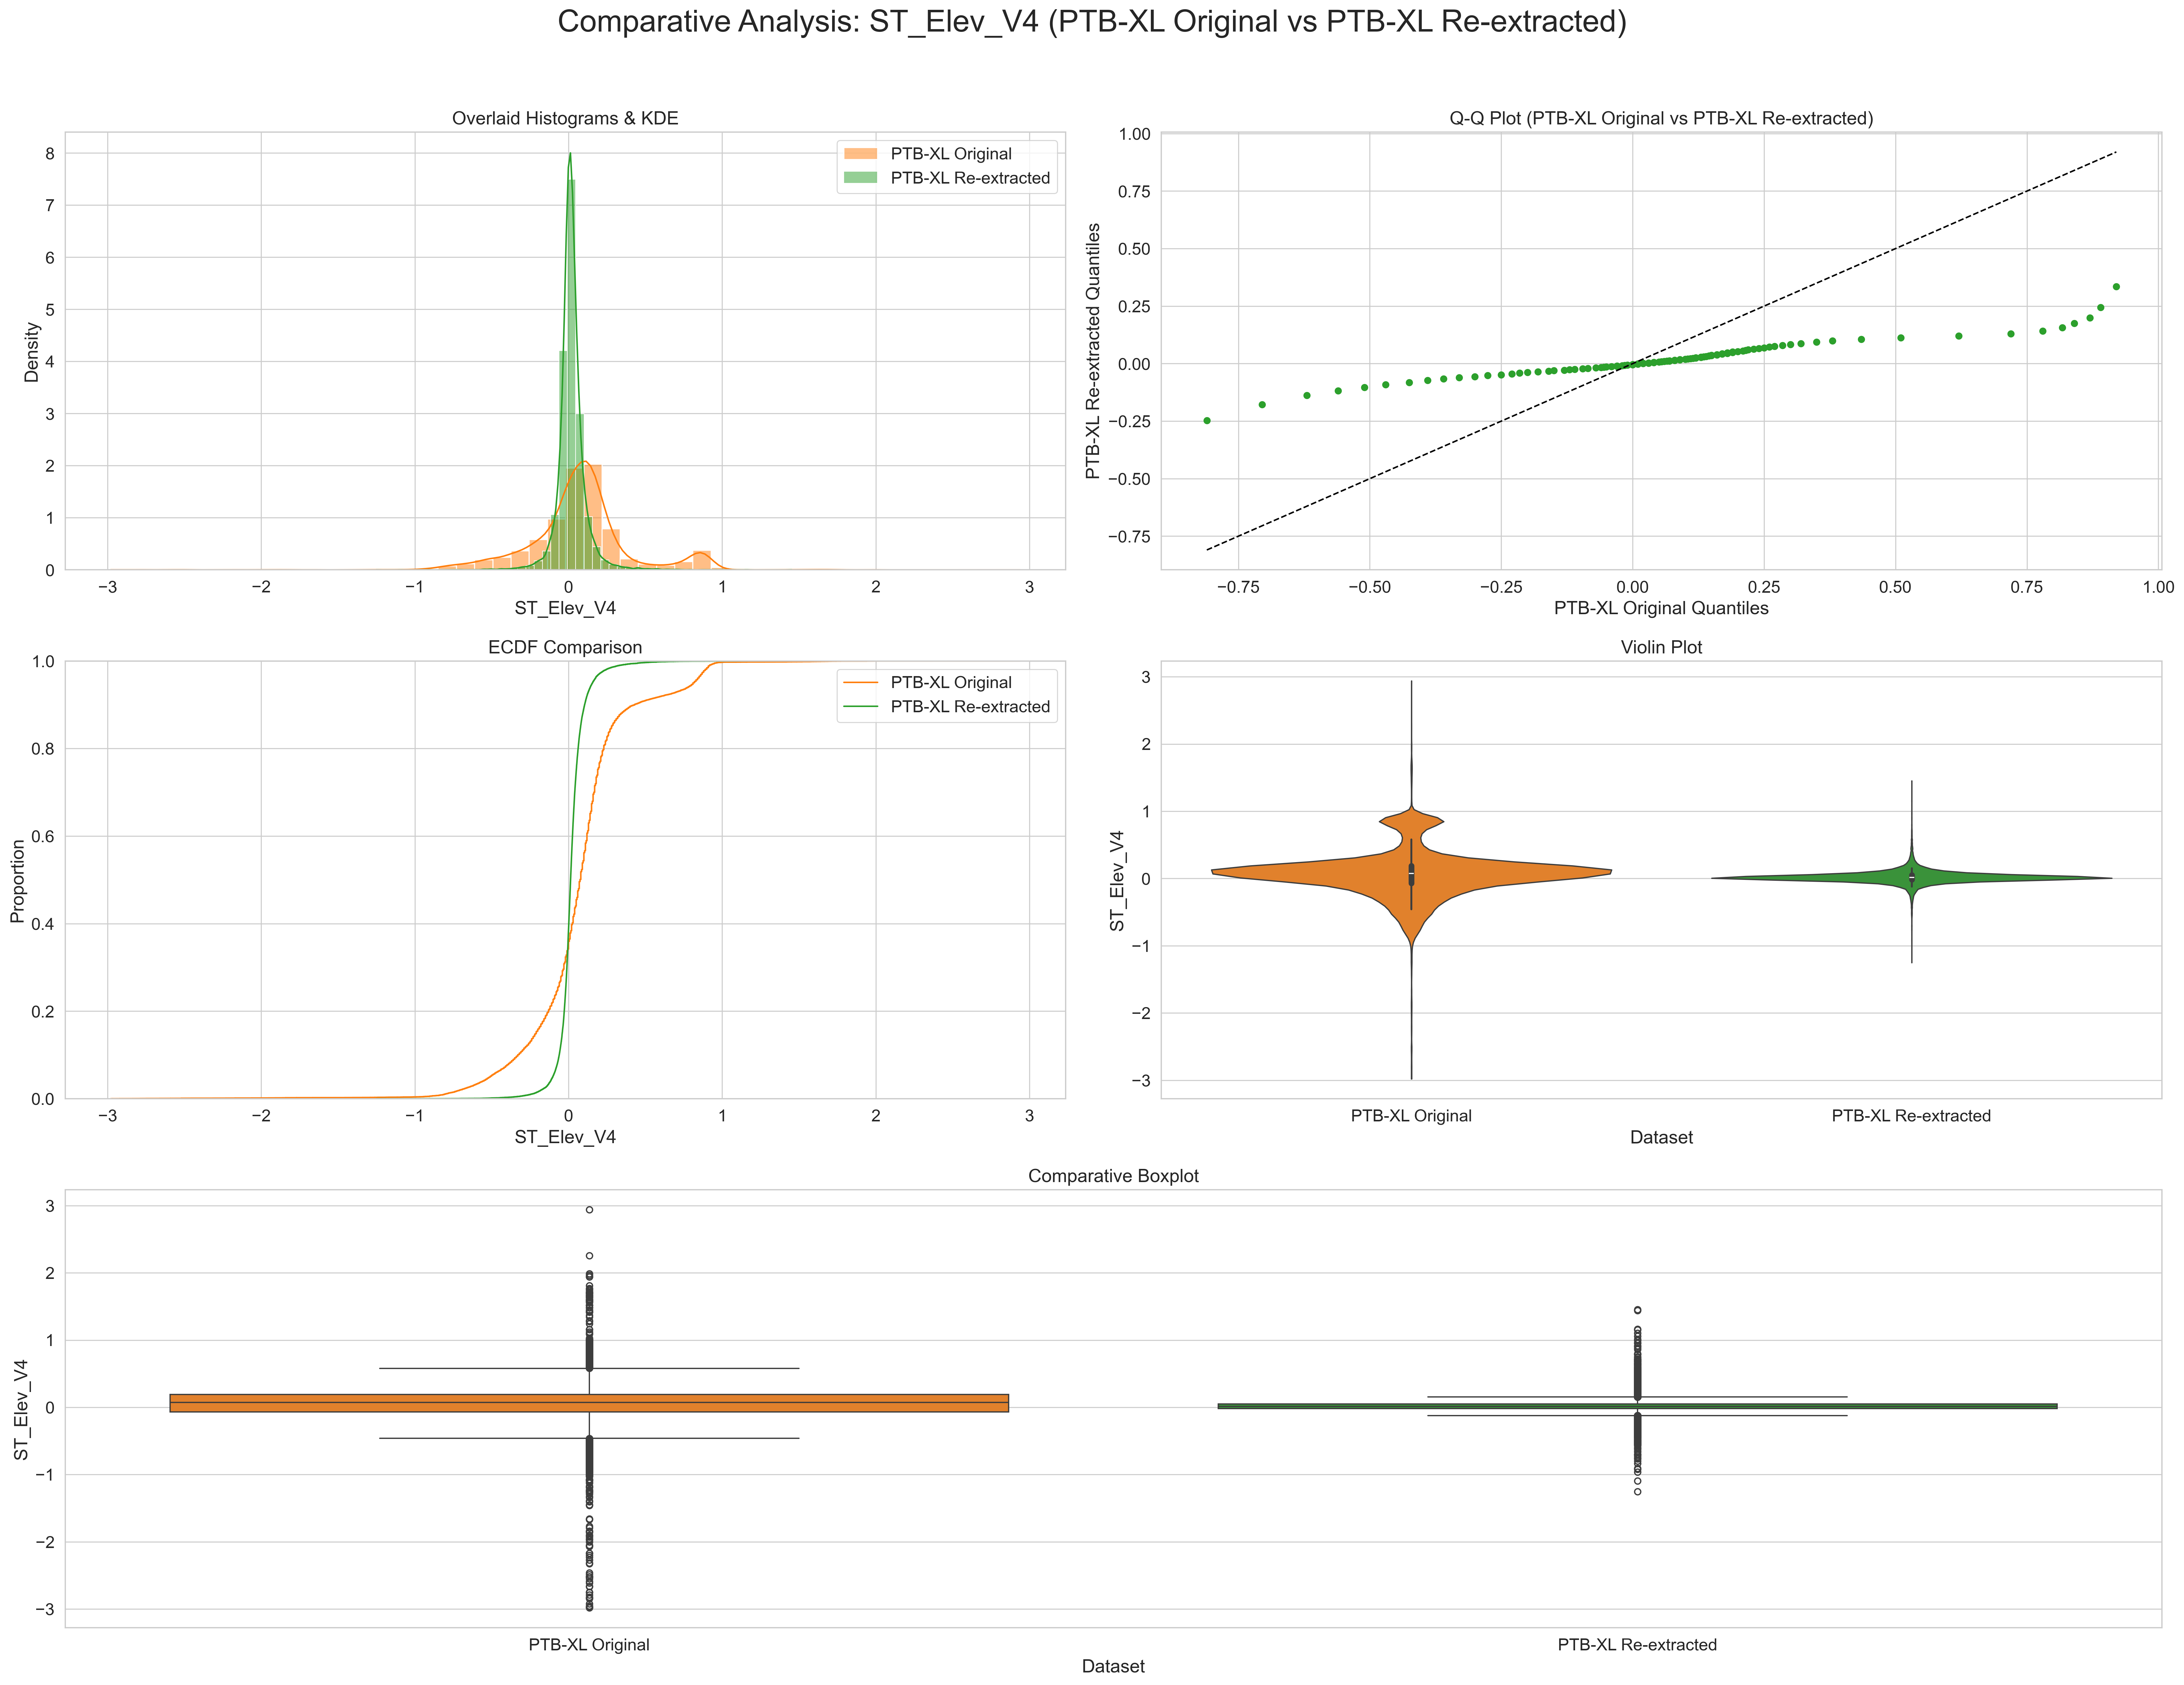 Comparative Analysis: ST_Elev_V4 (PTB-XL Original vs PTB-XL Re-extracted)
Overlaid Histograms & KDE
8
7
6
5
4
3
2
1
0
Density
−3 −2 −1 0 1 2 3
ST_Elev_V4
PTB-XL Original
PTB-XL Re-extracted
Q-Q Plot (PTB-XL Original vs PTB-XL Re-extracted)
1.00
0.75
0.50
0.25
0.00
−0.25
−0.50
−0.75
PTB-XL Re-extracted Quantiles
−0.75 −0.50 −0.25 0.00 0.25 0.50 0.75 1.00
PTB-XL Original Quantiles
ECDF Comparison
1.0
0.8
0.6
0.4
0.2
0.0
Proportion
−3 −2 −1 0 1 2 3
ST_Elev_V4
PTB-XL Original
PTB-XL Re-extracted
Violin Plot
3
2
1
0
−1
−2
−3
ST_Elev_V4
PTB-XL Original PTB-XL Re-extracted
Dataset
Comparative Boxplot
3
2
1
0
−1
−2
−3
ST_Elev_V4
PTB-XL Original PTB-XL Re-extracted
Dataset